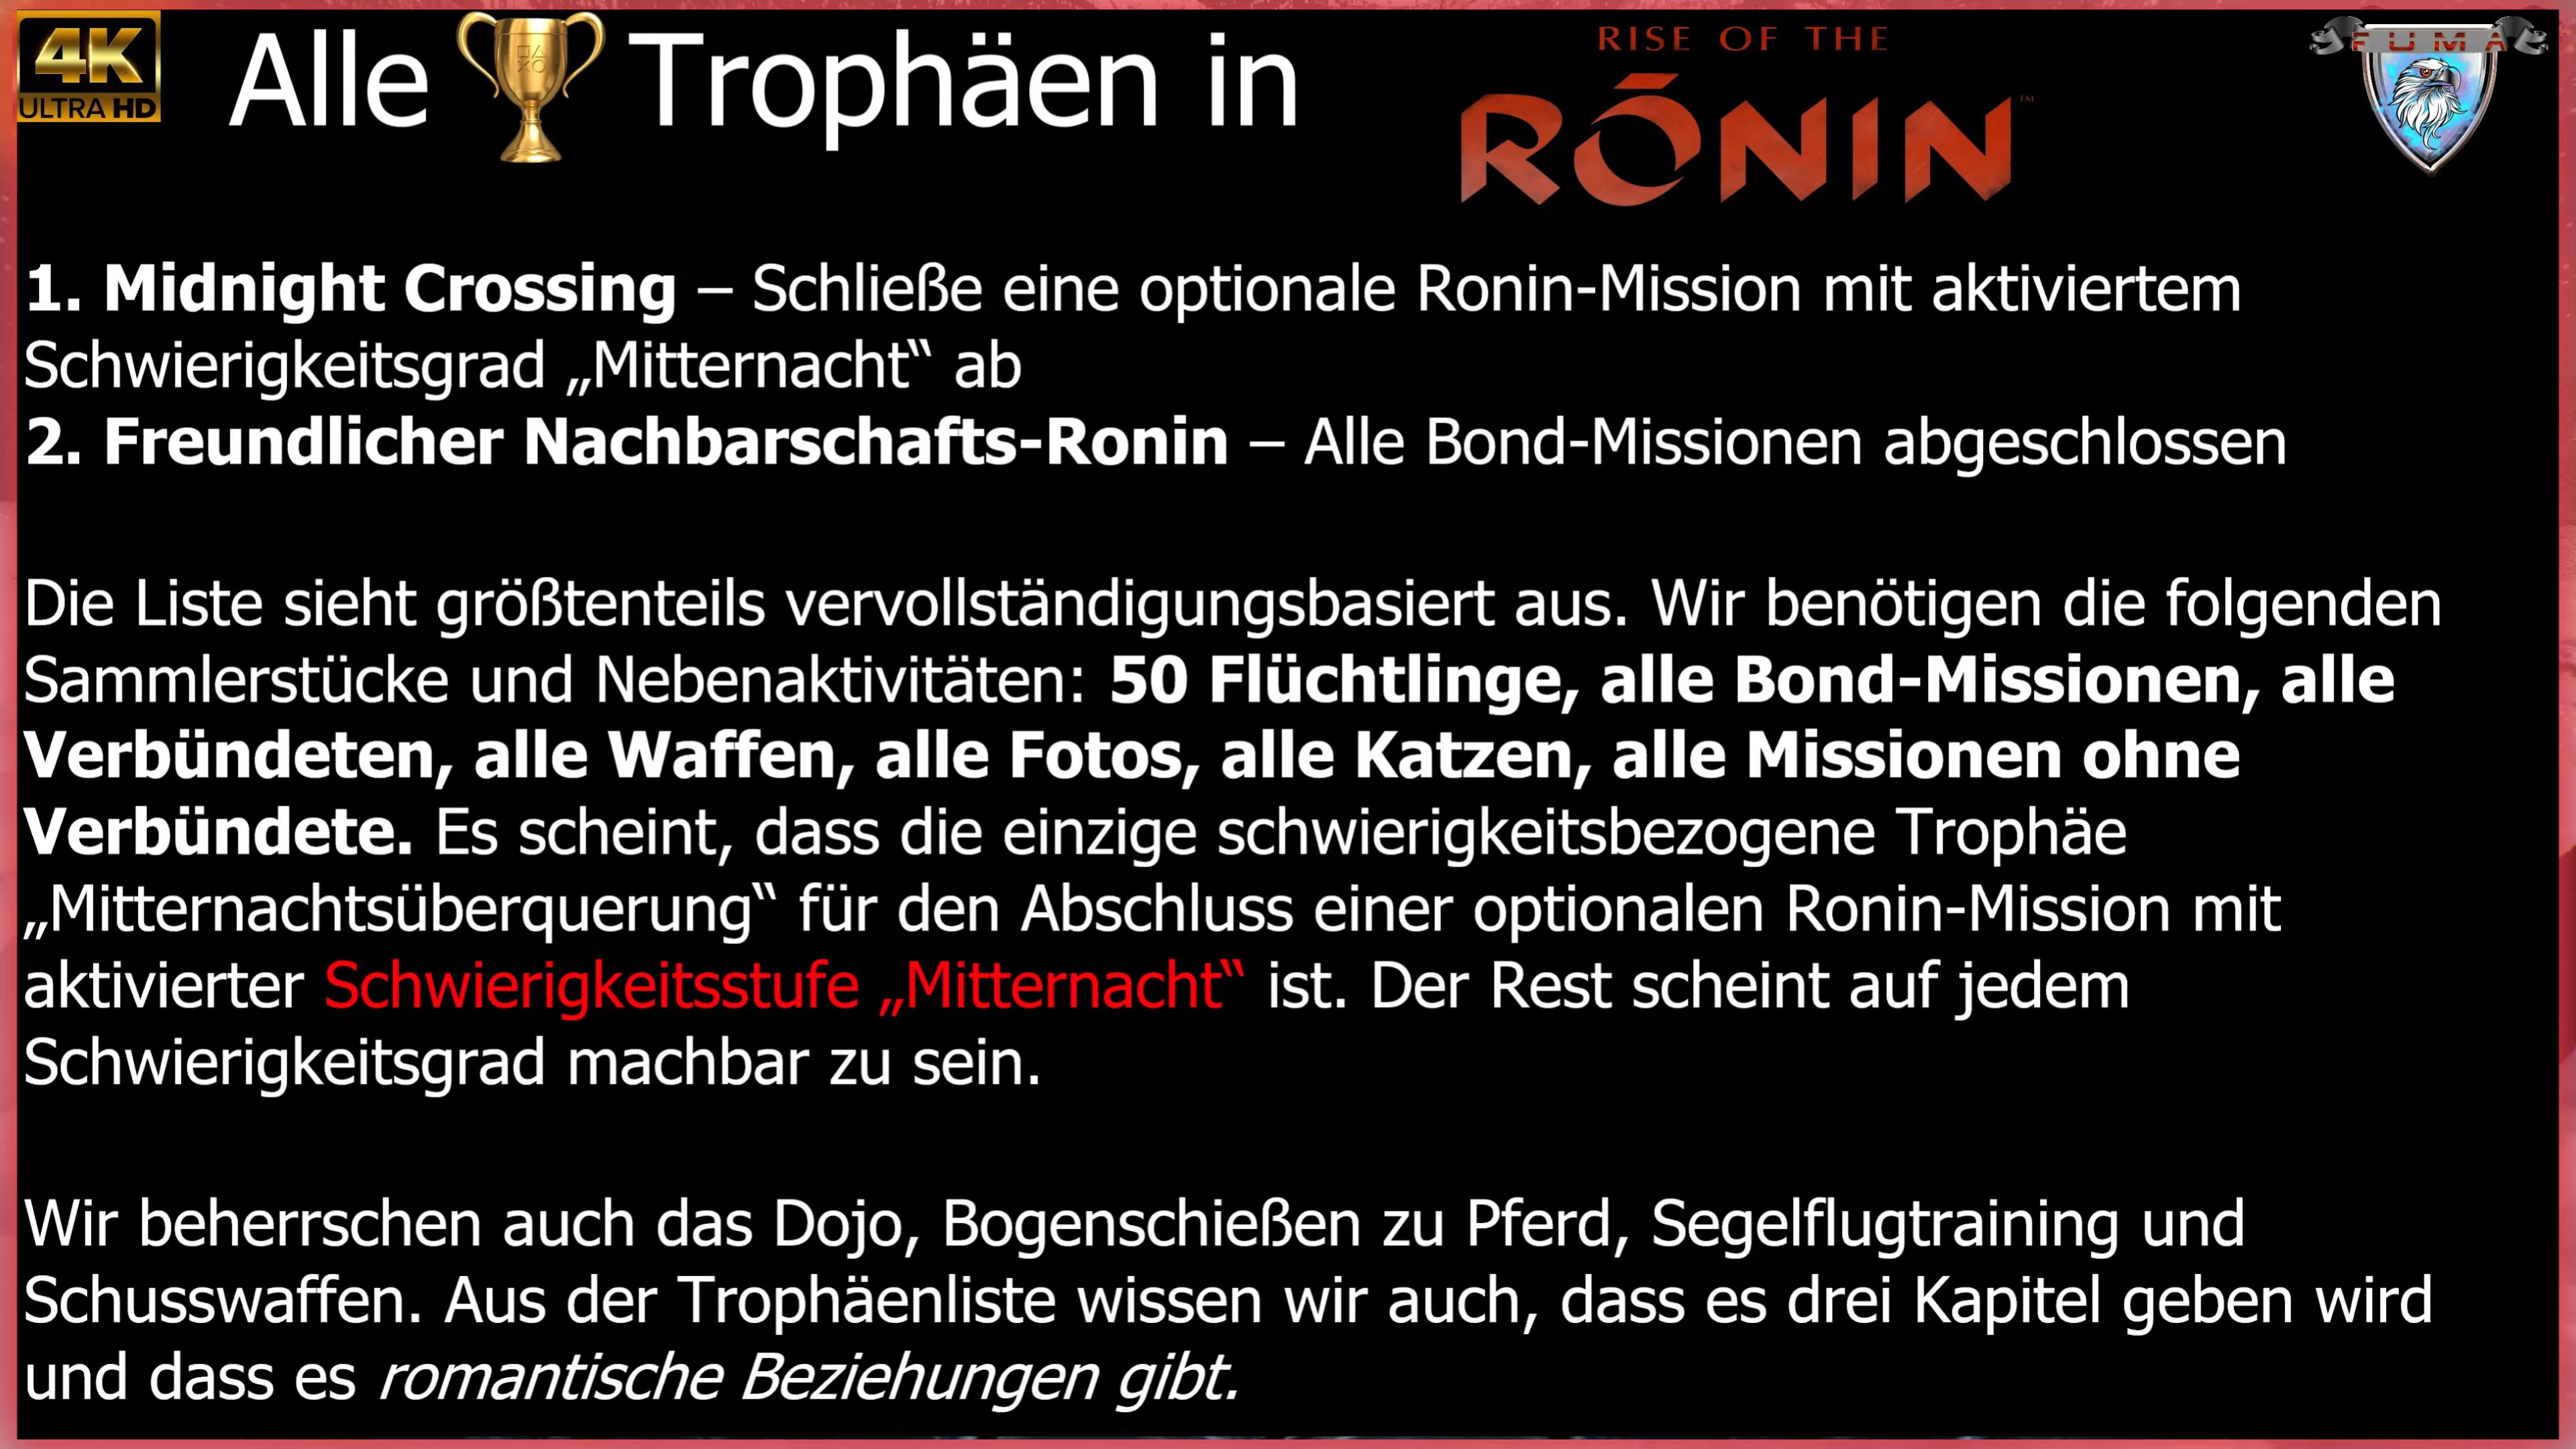 4K
ULTRA HD
Alle Trophäen in
RISE OF THE
RŌNIN™
FUMA
1. Midnight Crossing – Schließe eine optionale Ronin-Mission mit aktiviertem
Schwierigkeitsgrad „Mitternacht“ ab
2. Freundlicher Nachbarschafts-Ronin – Alle Bond-Missionen abgeschlossen
Die Liste sieht größtenteils vervollständigungsbasiert aus. Wir benötigen die folgenden
Sammlerstücke und Nebenaktivitäten: 50 Flüchtlinge, alle Bond-Missionen, alle
Verbündeten, alle Waffen, alle Fotos, alle Katzen, alle Missionen ohne
Verbündete. Es scheint, dass die einzige schwierigkeitsbezogene Trophäe
„Mitternachtsüberquerung“ für den Abschluss einer optionalen Ronin-Mission mit
aktivierter Schwierigkeitsstufe „Mitternacht“ ist. Der Rest scheint auf jedem
Schwierigkeitsgrad machbar zu sein.
Wir beherrschen auch das Dojo, Bogenschießen zu Pferd, Segelflugtraining und
Schusswaffen. Aus der Trophäenliste wissen wir auch, dass es drei Kapitel geben wird
und dass es romantische Beziehungen gibt.